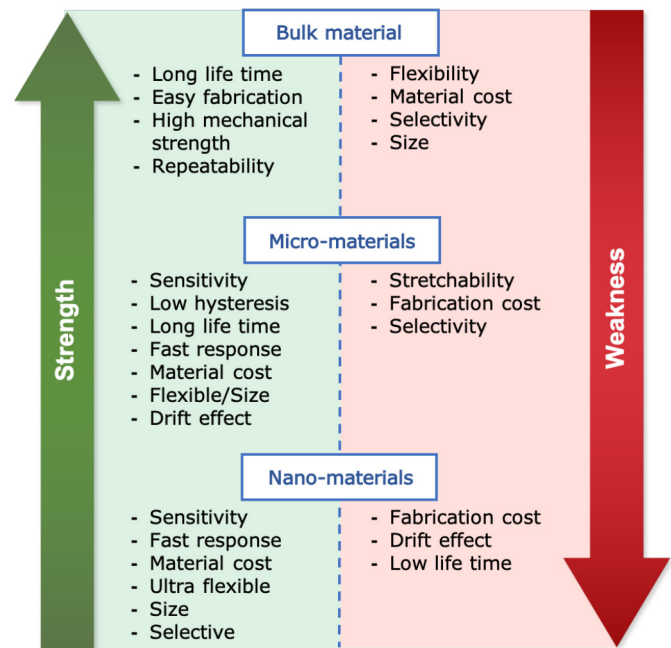 Bulk material
- Long life time
- Easy fabrication
- High mechanical
strength
- Repeatability
- Flexibility
- Material cost
- Selectivity
- Size
Micro-materials
- Sensitivity
- Low hysteresis
- Long life time
- Fast response
- Material cost
- Flexible/Size
- Drift effect
- Stretchability
- Fabrication cost
- Selectivity
Nano-materials
- Sensitivity
- Fast response
- Material cost
- Ultra flexible
- Size
- Selective
- Fabrication cost
- Drift effect
- Low life time
Strength
Weakness